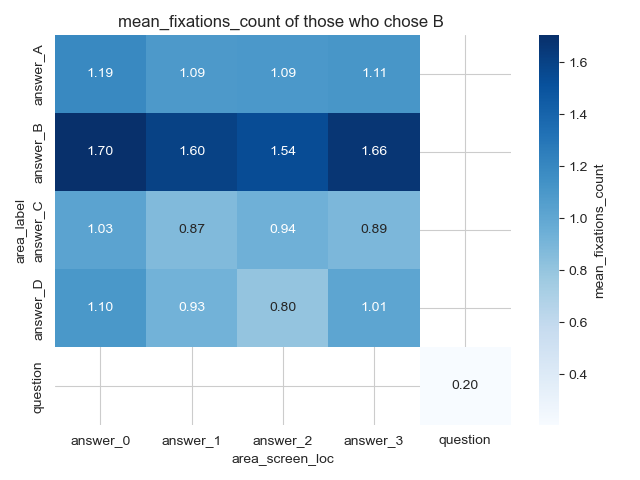 mean_fixations_count of those who chose B
answer_A 1.19 1.09 1.09 1.11
answer_B 1.70 1.60 1.54 1.66
answer_C 1.03 0.87 0.94 0.89
answer_D 1.10 0.93 0.80 1.01
question 0.20
area_label
answer_0 answer_1 answer_2 answer_3 question
area_screen_loc
1.6
1.4
1.2
1.0
0.8
0.6
0.4
mean_fixations_count